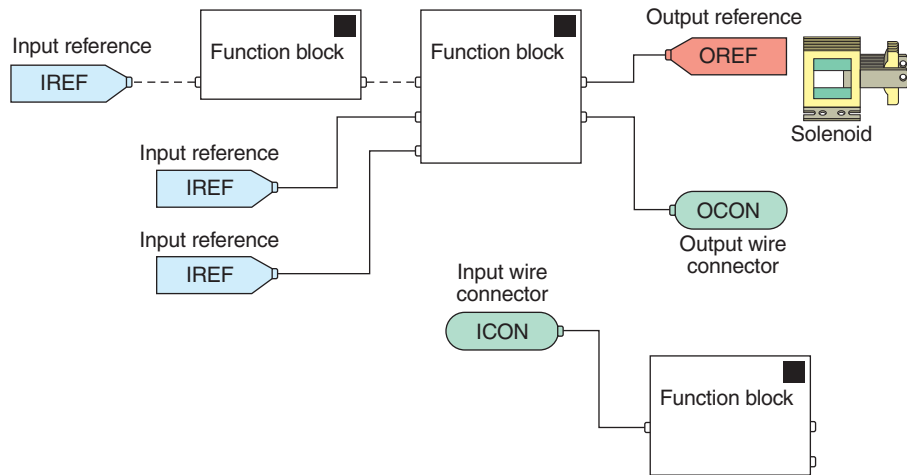 Input reference
IREF
Function block
Function block
Output reference
OREF
Solenoid
Input reference
IREF
Input reference
IREF
OCON
Output wire
connector
Input wire
connector
ICON
Function block